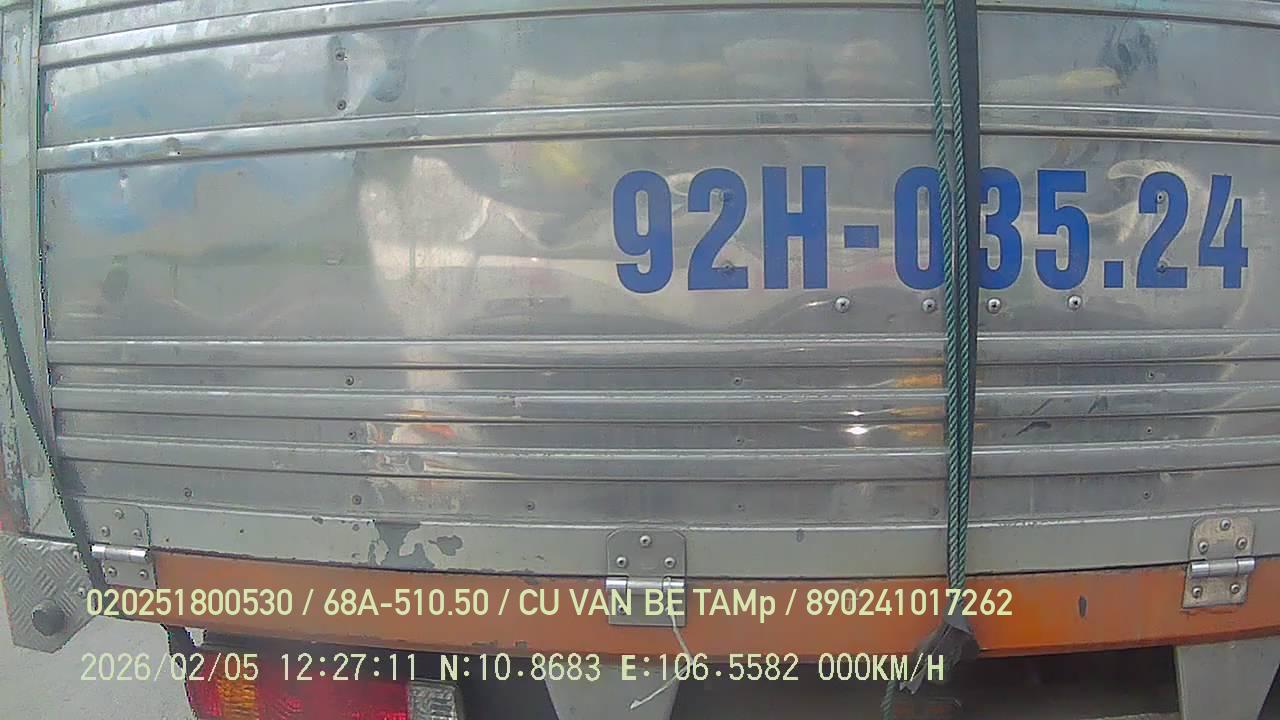 92H-035.24
020251800530 / 68A-510.50 / CU VAN BE TAMp / 890241017262
2026/02/05 12:27:11 N:10.8683 E:106.5582 000KM/H